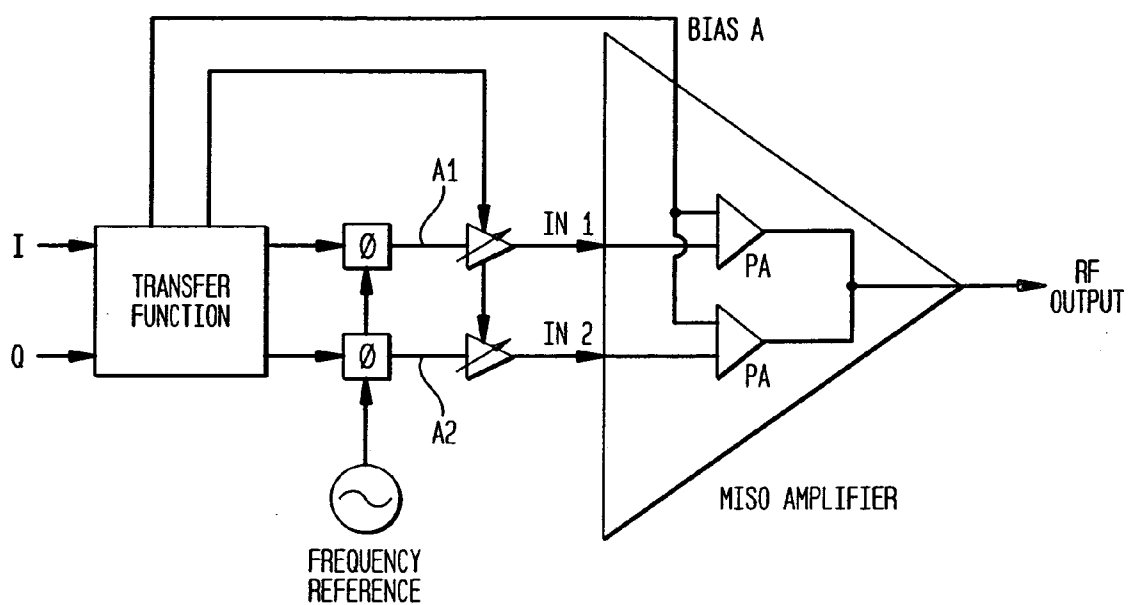 BIAS A
A1
I
IN 1
Ø
TRANSFER
FUNCTION
PA
RF
OUTPUT
Q
IN 2
Ø
PA
A2
MISO AMPLIFIER
FREQUENCY
REFERENCE